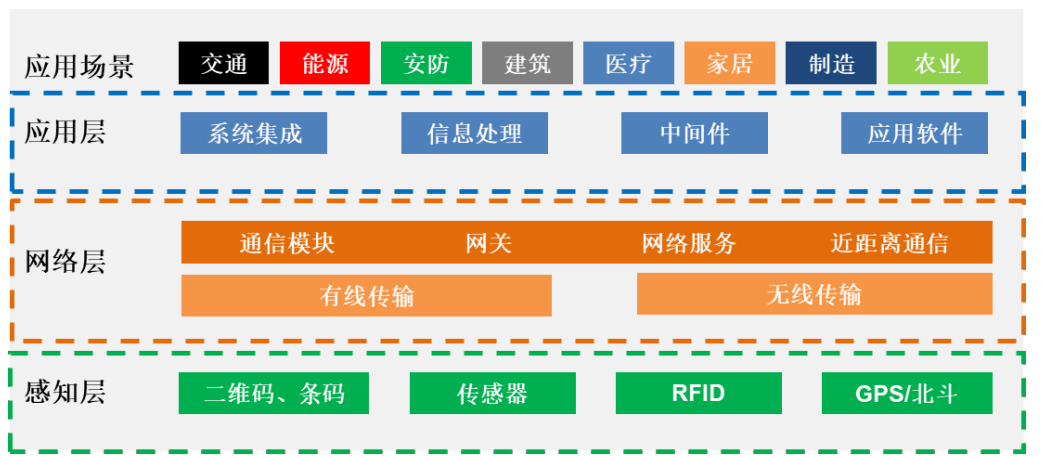 应用场景 交通 能源 安防 建筑 医疗 家居 制造 农业
应用层 系统集成 信息处理 中间件 应用软件
网络层
通信模块 网关 网络服务 近距离通信
有线传输 无线传输
感知层 二维码、条码 传感器 RFID GPS/北斗